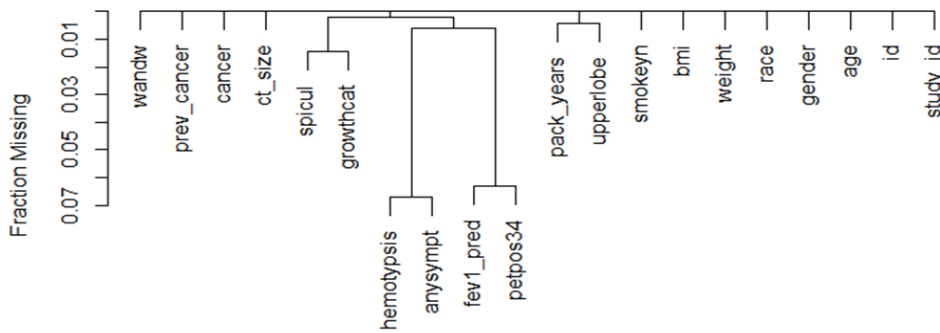 Fraction Missing
0.01
0.03
0.05
0.07
wandw
prev_cancer
cancer
ct_size
spicul
growthcat
hemotypsis
anysympt
fev1_pred
petpos34
pack_years
upperlobe
smokeyn
bmi
weight
race
gender
age
id
study_id